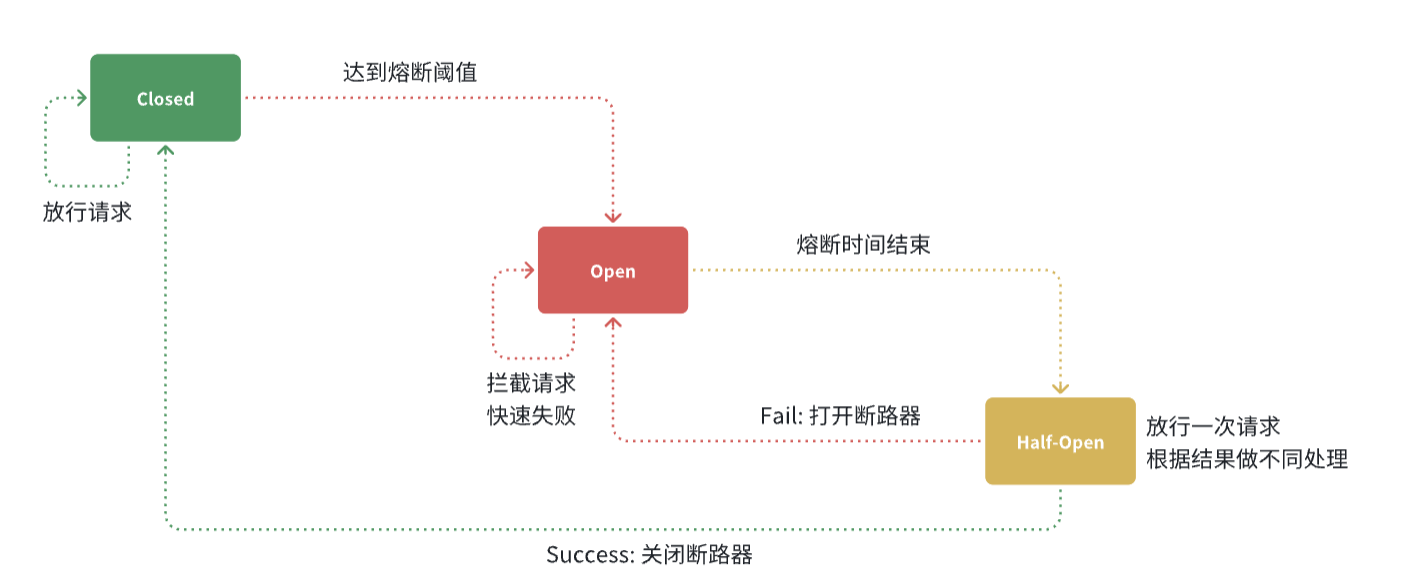 达到熔断阈值
Closed
放行请求
熔断时间结束
Open
拦截请求
快速失败
Fail: 打开断路器
Half-Open
放行一次请求
根据结果做不同处理
Success: 关闭断路器